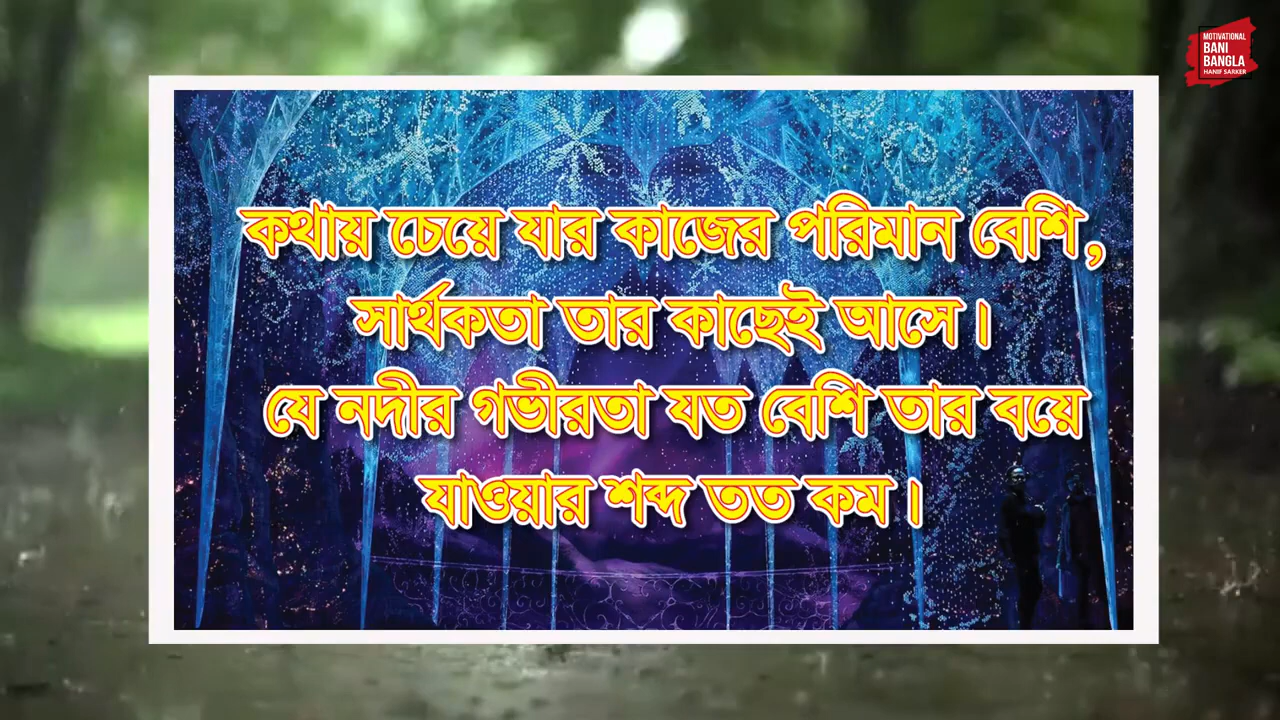 MOTIVATIONAL
BANI
BANGLA
HANIF SARKER
কথায় চেয়ে যার কাজের পরিমান বেশি,
সার্থকতা তার কাছেই আসে।
যে নদীর গভীরতা যত বেশি তার বয়ে
যাওয়ার শব্দ তত কম।